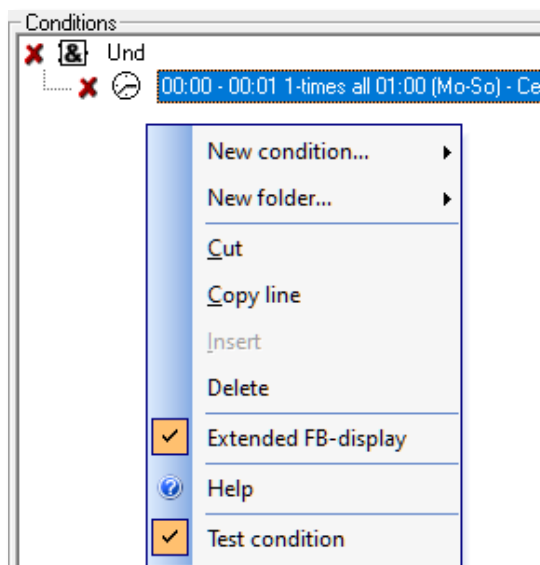 Conditions
& Und
00:00 - 00:01 1-times all 01:00 (Mo-So) - Ce
New condition...
New folder...
Cut
Copy line
Insert
Delete
Extended FB-display
? Help
Test condition